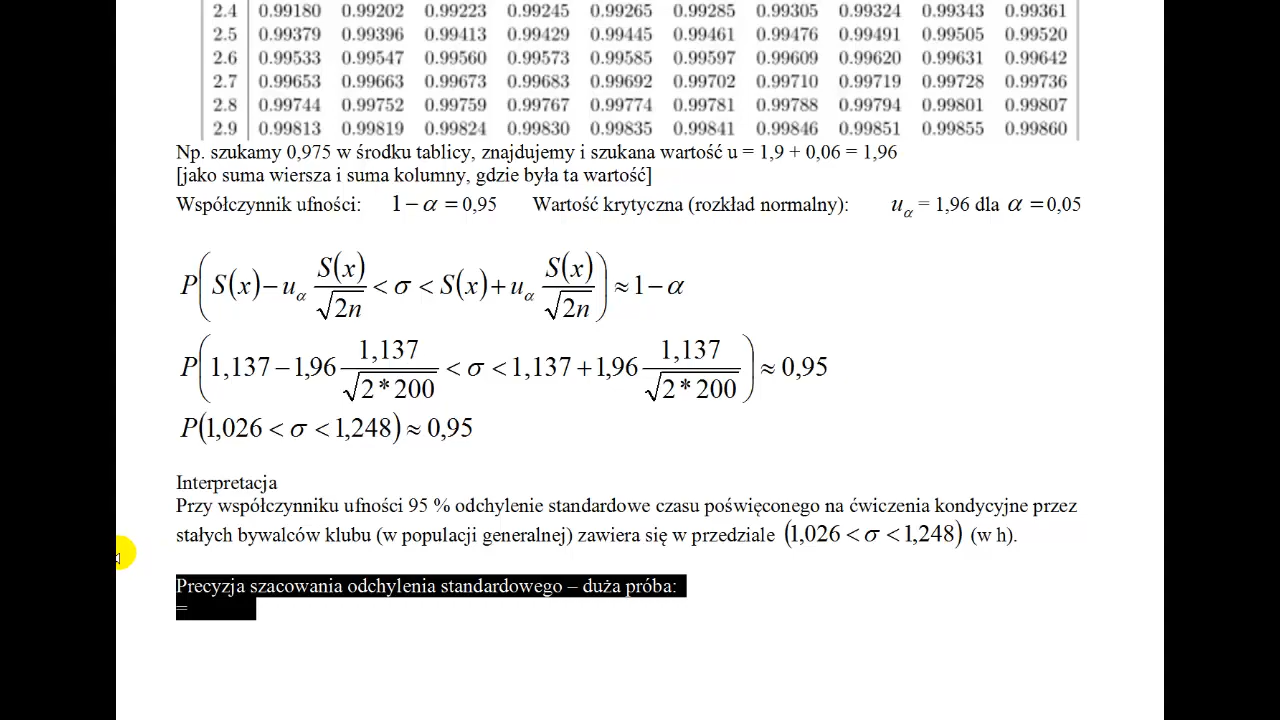 2.4 0.99180 0.99202 0.99223 0.99245 0.99265 0.99285 0.99305 0.99324 0.99343 0.99361
2.5 0.99379 0.99396 0.99413 0.99429 0.99445 0.99461 0.99476 0.99491 0.99505 0.99520
2.6 0.99533 0.99547 0.99560 0.99573 0.99585 0.99597 0.99609 0.99620 0.99631 0.99642
2.7 0.99653 0.99663 0.99673 0.99683 0.99692 0.99702 0.99710 0.99719 0.99728 0.99736
2.8 0.99744 0.99752 0.99759 0.99767 0.99774 0.99781 0.99788 0.99794 0.99801 0.99807
2.9 0.99813 0.99819 0.99824 0.99830 0.99835 0.99841 0.99846 0.99851 0.99855 0.99860
Np. szukamy 0,975 w środku tablicy, znajdujemy i szukana wartość u = 1,9 + 0,06 = 1,96
[jako suma wiersza i suma kolumny, gdzie była ta wartość]
Współczynnik ufności: 1 − α = 0,95 Wartość krytyczna (rozkład normalny): uα = 1,96 dla α = 0,05
P(S(x) − uα S(x)/√2n < σ < S(x) + uα S(x)/√2n) ≈ 1 − α
P(1,137 − 1,96 1,137/√2*200 < σ < 1,137 + 1,96 1,137/√2*200) ≈ 0,95
P(1,026 < σ < 1,248) ≈ 0,95
Interpretacja
Przy współczynniku ufności 95 % odchylenie standardowe czasu poświęconego na ćwiczenia kondycyjne przez
stałych bywalców klubu (w populacji generalnej) zawiera się w przedziale (1,026 < σ < 1,248) (w h).
Precyzja szacowania odchylenia standardowego – duża próba:
=